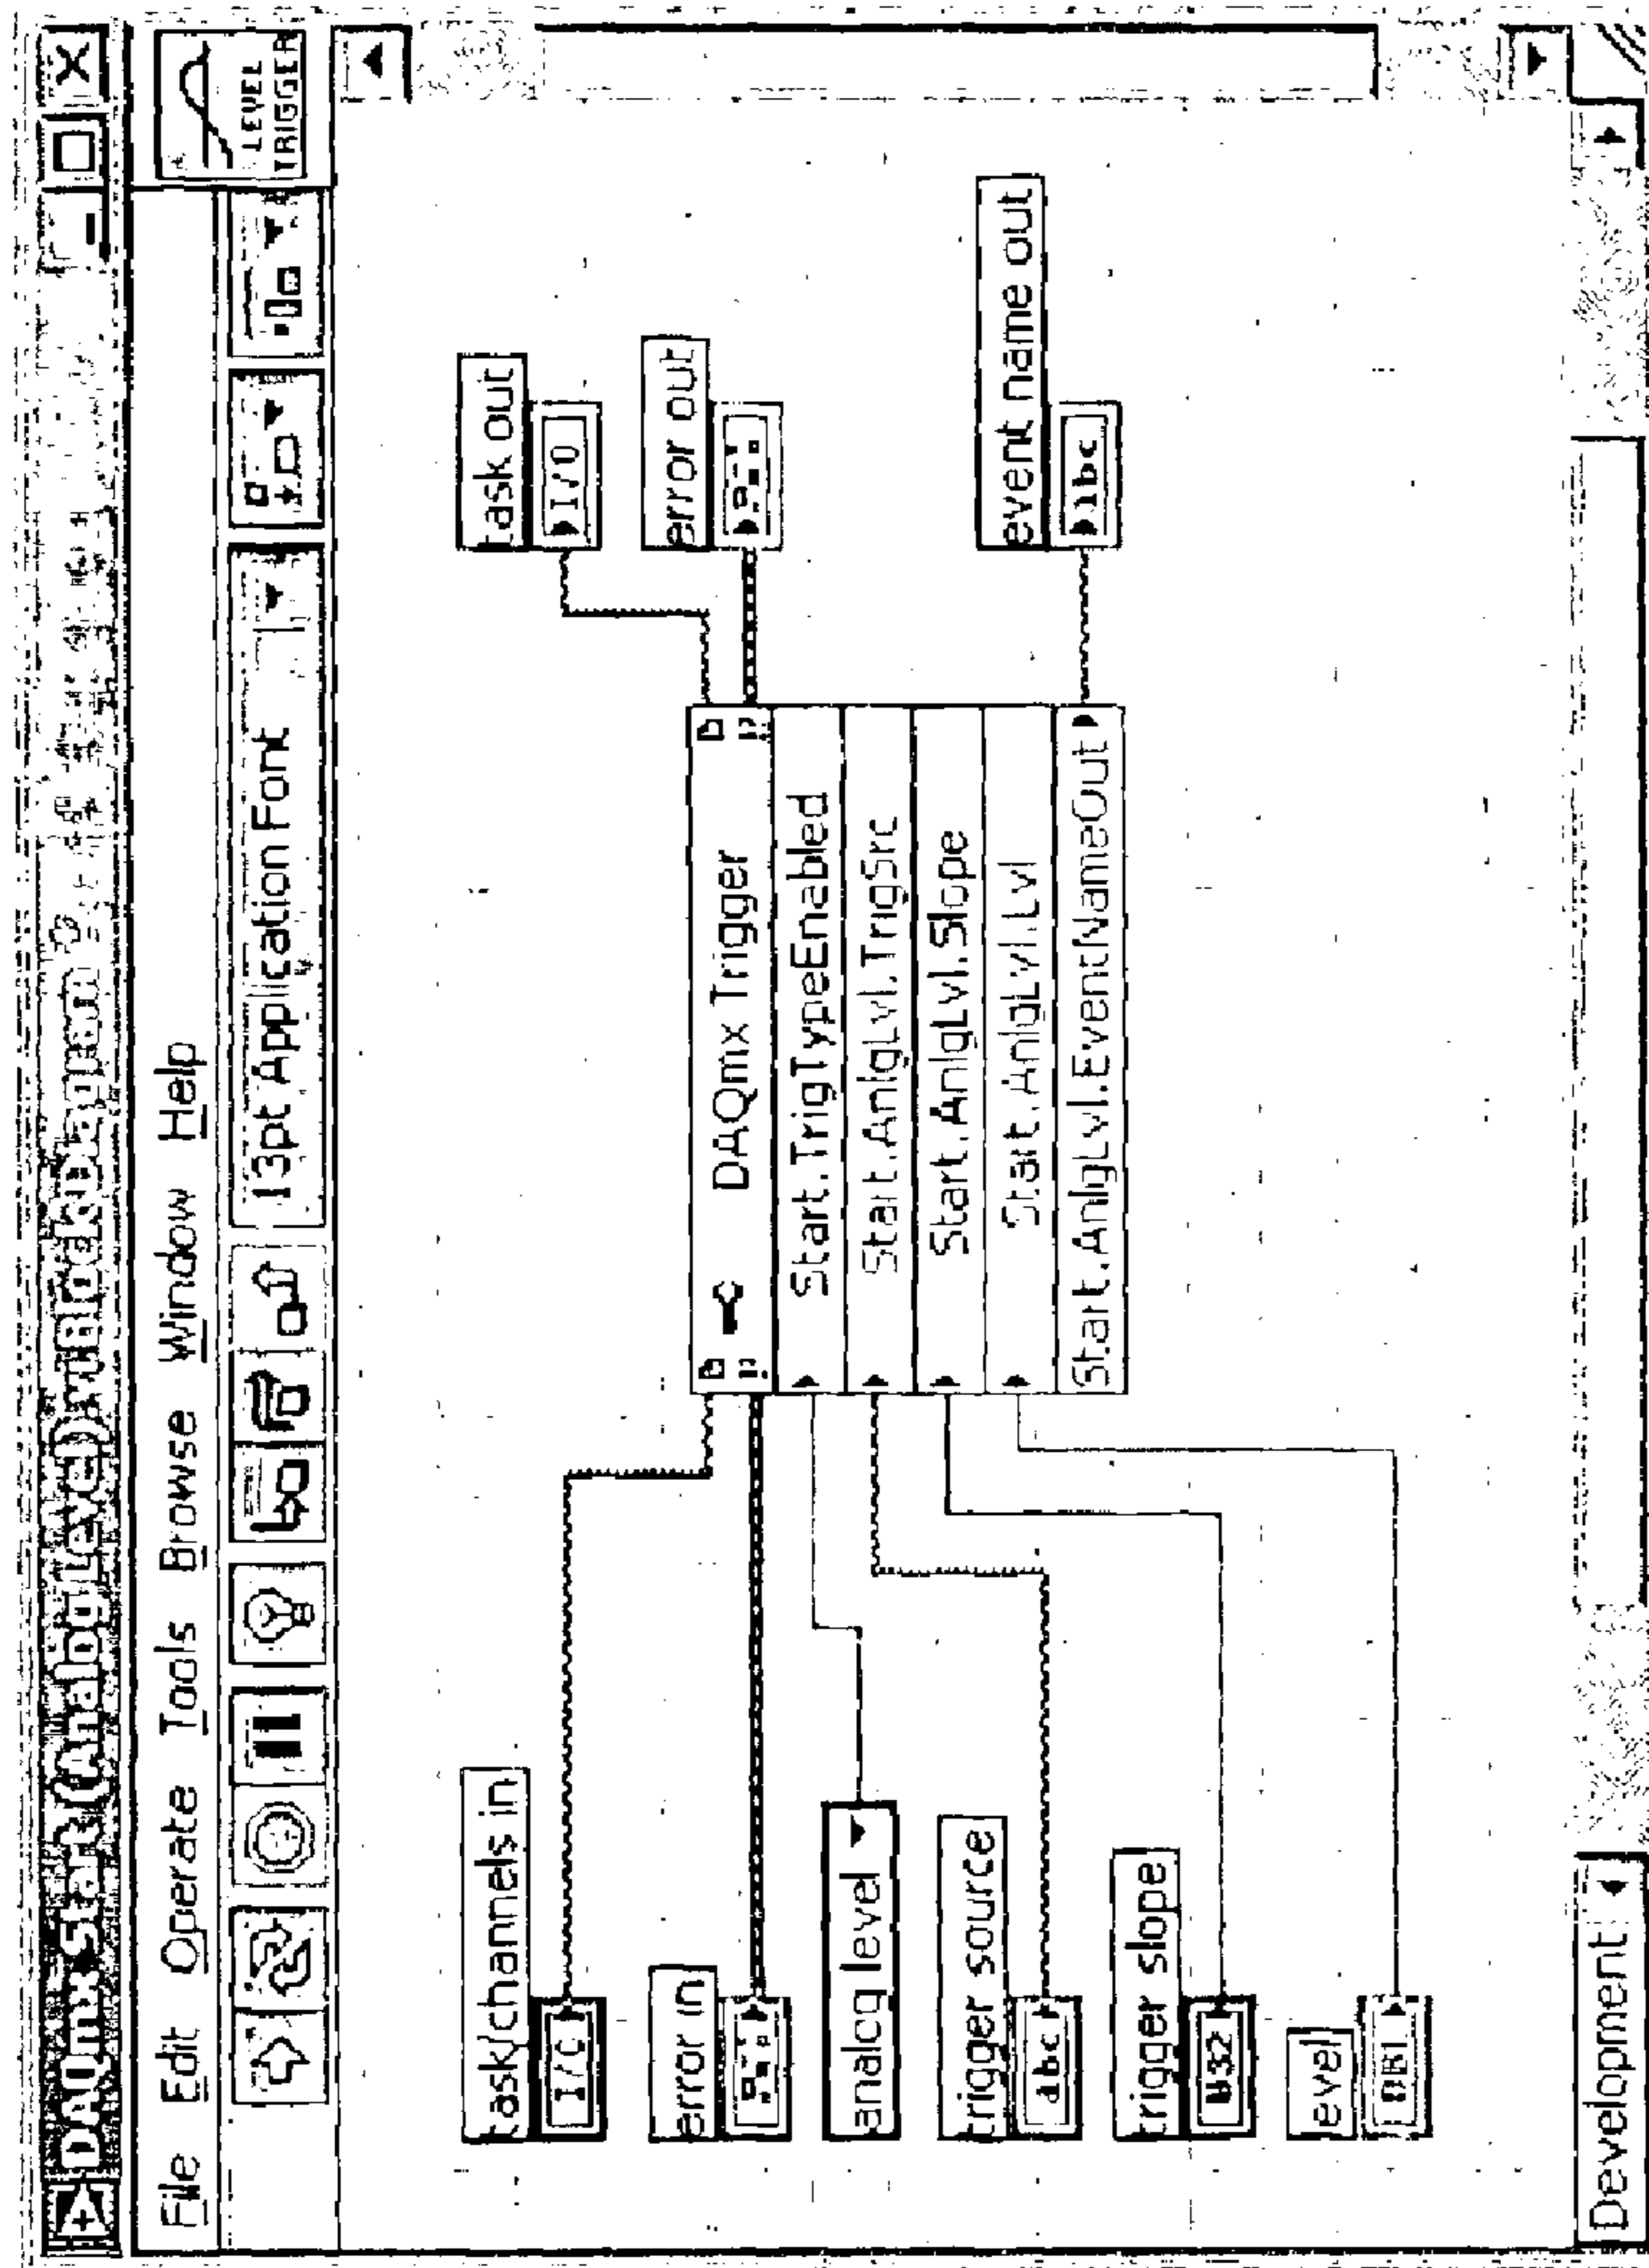 DAQmx Start (Analog Level).vi Block Diagram *
File Edit Operate Tools Browse Window Help
13pt Application Font
LEVEL
TRIGGER
task/channels in
I/O
error in
analog level
trigger source
abc
trigger slope
U32
level
DBL
DAQmx Trigger
Start.TrigTypeEnabled
Start.AnlgLvl.TrigSrc
Start.AnlgLvl.Slope
Start.AnlgLvl.Lvl
Start.AnlgLvl.EventNameOut
task out
I/O
error out
event name out
abc
Development